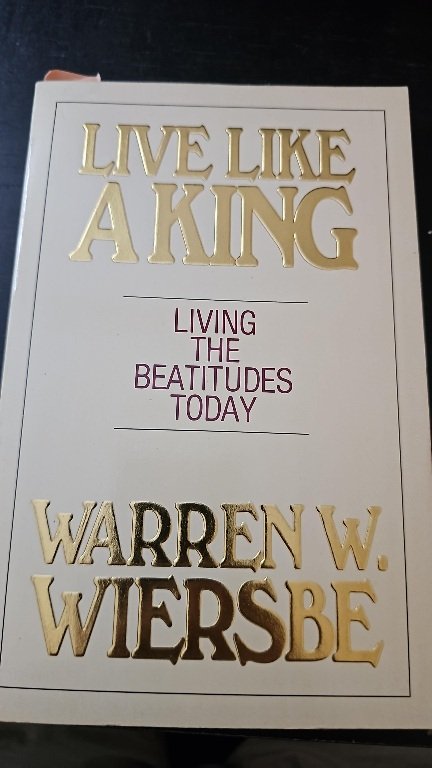 LIVE LIKE
A KING
LIVING
THE
BEATITUDES
TODAY
WARREN W.
WIERSBE